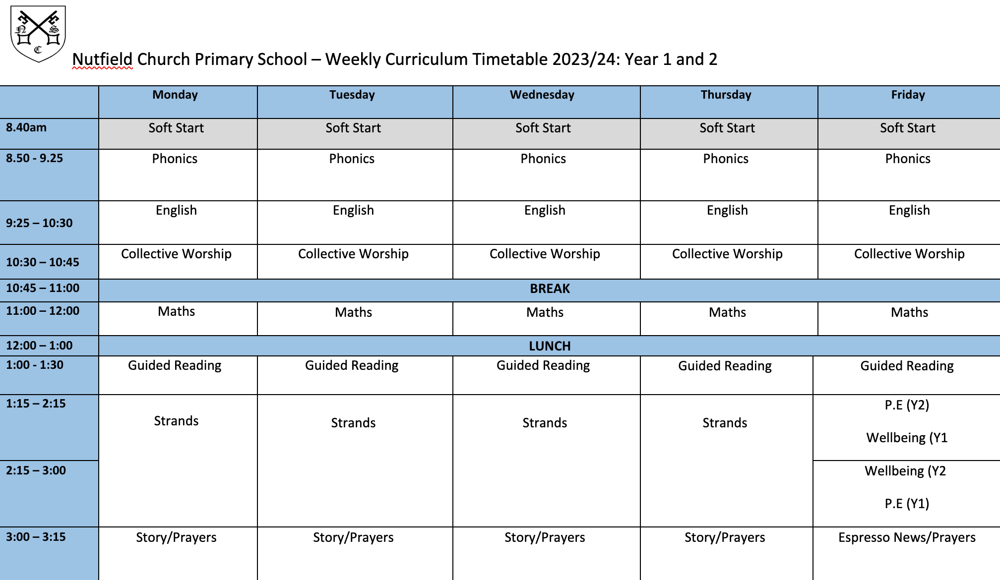 N S
C
Nutfield Church Primary School – Weekly Curriculum Timetable 2023/24: Year 1 and 2
Monday Tuesday Wednesday Thursday Friday
8.40am Soft Start Soft Start Soft Start Soft Start Soft Start
8.50 - 9.25 Phonics Phonics Phonics Phonics Phonics
9:25 – 10:30 English English English English English
10:30 – 10:45 Collective Worship Collective Worship Collective Worship Collective Worship Collective Worship
10:45 – 11:00 BREAK
11:00 – 12:00 Maths Maths Maths Maths Maths
12:00 – 1:00 LUNCH
1:00 - 1:30 Guided Reading Guided Reading Guided Reading Guided Reading Guided Reading
1:15 – 2:15 Strands Strands Strands Strands P.E (Y2)
Wellbeing (Y1
2:15 – 3:00 Wellbeing (Y2
P.E (Y1)
3:00 – 3:15 Story/Prayers Story/Prayers Story/Prayers Story/Prayers Espresso News/Prayers